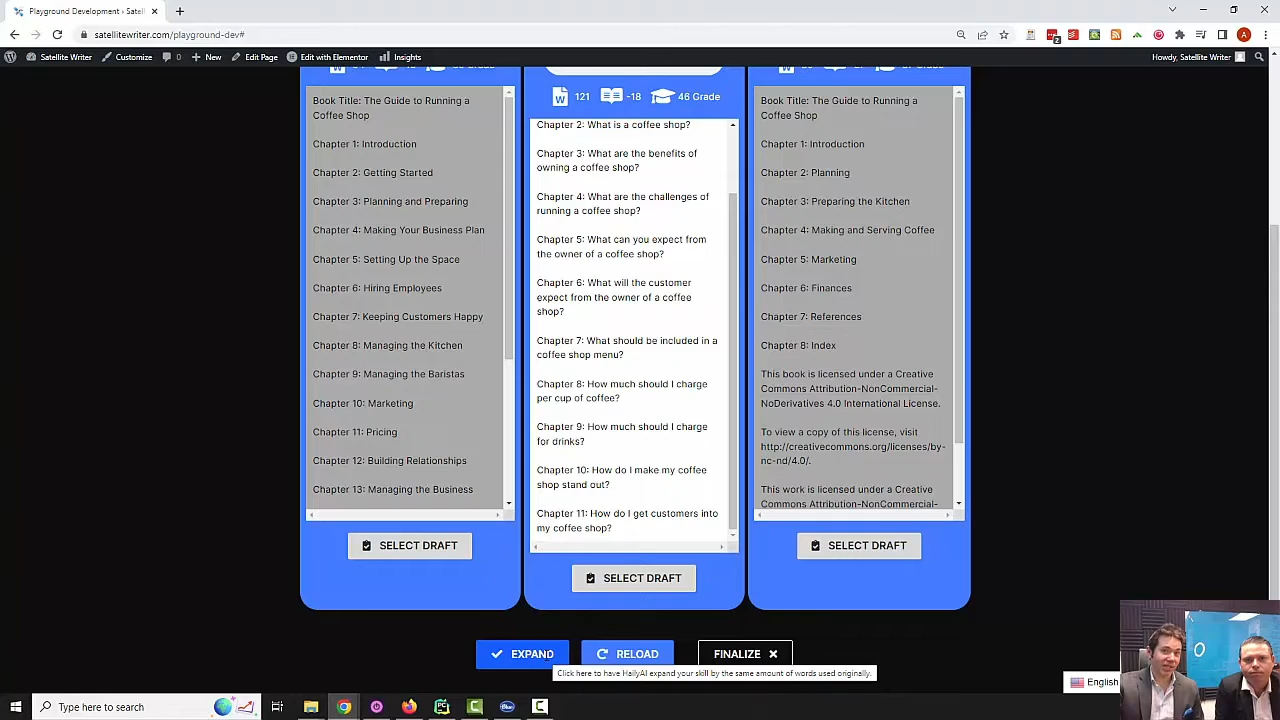 Playground Development › Satell
satellitewriter.com/playground-dev#
A
2
Satellite Writer
Customize
0
New
Edit Page
Edit with Elementor
Insights
Howdy, Satellite Writer
121
-18
46 Grade
Book Title: The Guide to Running a
Coffee Shop
Chapter 1: Introduction
Chapter 2: Getting Started
Chapter 3: Planning and Preparing
Chapter 4: Making Your Business Plan
Chapter 5: Setting Up the Space
Chapter 6: Hiring Employees
Chapter 7: Keeping Customers Happy
Chapter 8: Managing the Kitchen
Chapter 9: Managing the Baristas
Chapter 10: Marketing
Chapter 11: Pricing
Chapter 12: Building Relationships
Chapter 13: Managing the Business
SELECT DRAFT
Chapter 2: What is a coffee shop?
Chapter 3: What are the benefits of
owning a coffee shop?
Chapter 4: What are the challenges of
running a coffee shop?
Chapter 5: What can you expect from
the owner of a coffee shop?
Chapter 6: What will the customer
expect from the owner of a coffee
shop?
Chapter 7: What should be included in a
coffee shop menu?
Chapter 8: How much should I charge
per cup of coffee?
Chapter 9: How much should I charge
for drinks?
Chapter 10: How do I make my coffee
shop stand out?
Chapter 11: How do I get customers into
my coffee shop?
SELECT DRAFT
Book Title: The Guide to Running a
Coffee Shop
Chapter 1: Introduction
Chapter 2: Planning
Chapter 3: Preparing the Kitchen
Chapter 4: Making and Serving Coffee
Chapter 5: Marketing
Chapter 6: Finances
Chapter 7: References
Chapter 8: Index
This book is licensed under a Creative
Commons Attribution-NonCommercial-
NoDerivatives 4.0 International License.
To view a copy of this license, visit
http://creativecommons.org/licenses/by-
nc-nd/4.0/.
This work is licensed under a Creative
Commons Attribution-NonCommercial-
SELECT DRAFT
EXPAND
RELOAD
FINALIZE
Click here to have HailyAI expand your skill by the same amount of words used originally.
English
Type here to search